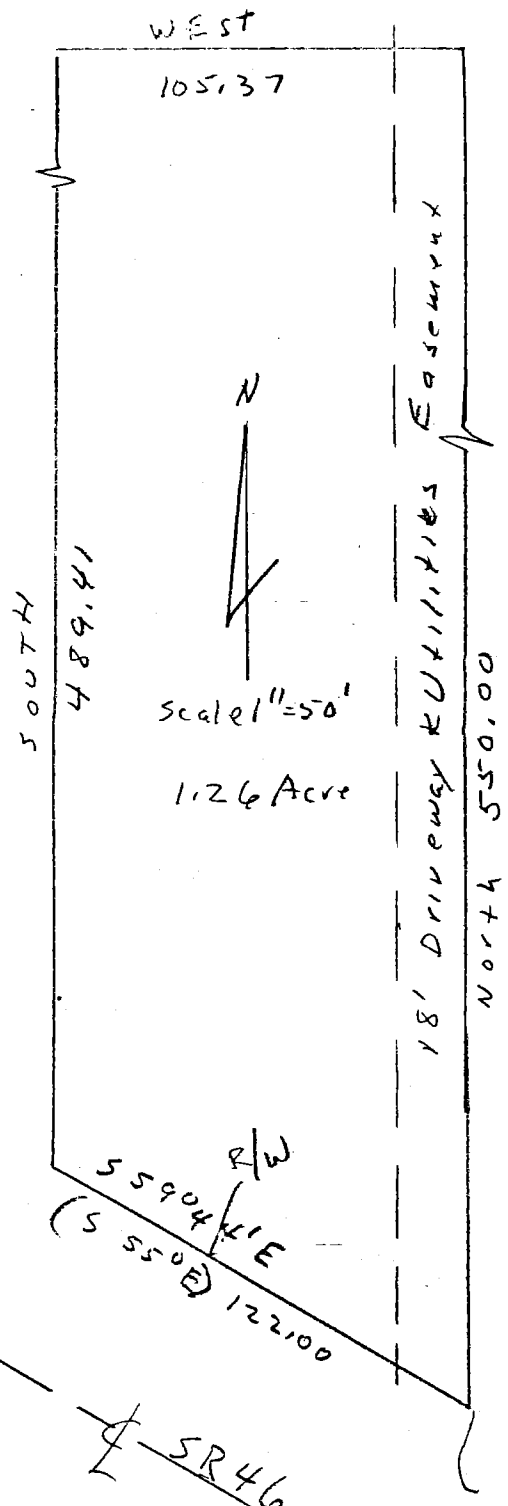 WEST
105.37
N
scale 1"=50'
1.26 Acre
SOUTH
489.41
18' Driveway & Utilities Easement
North 550.00
R/W
S 59°44'E
(S 55°E) 122.00
℄ SR46